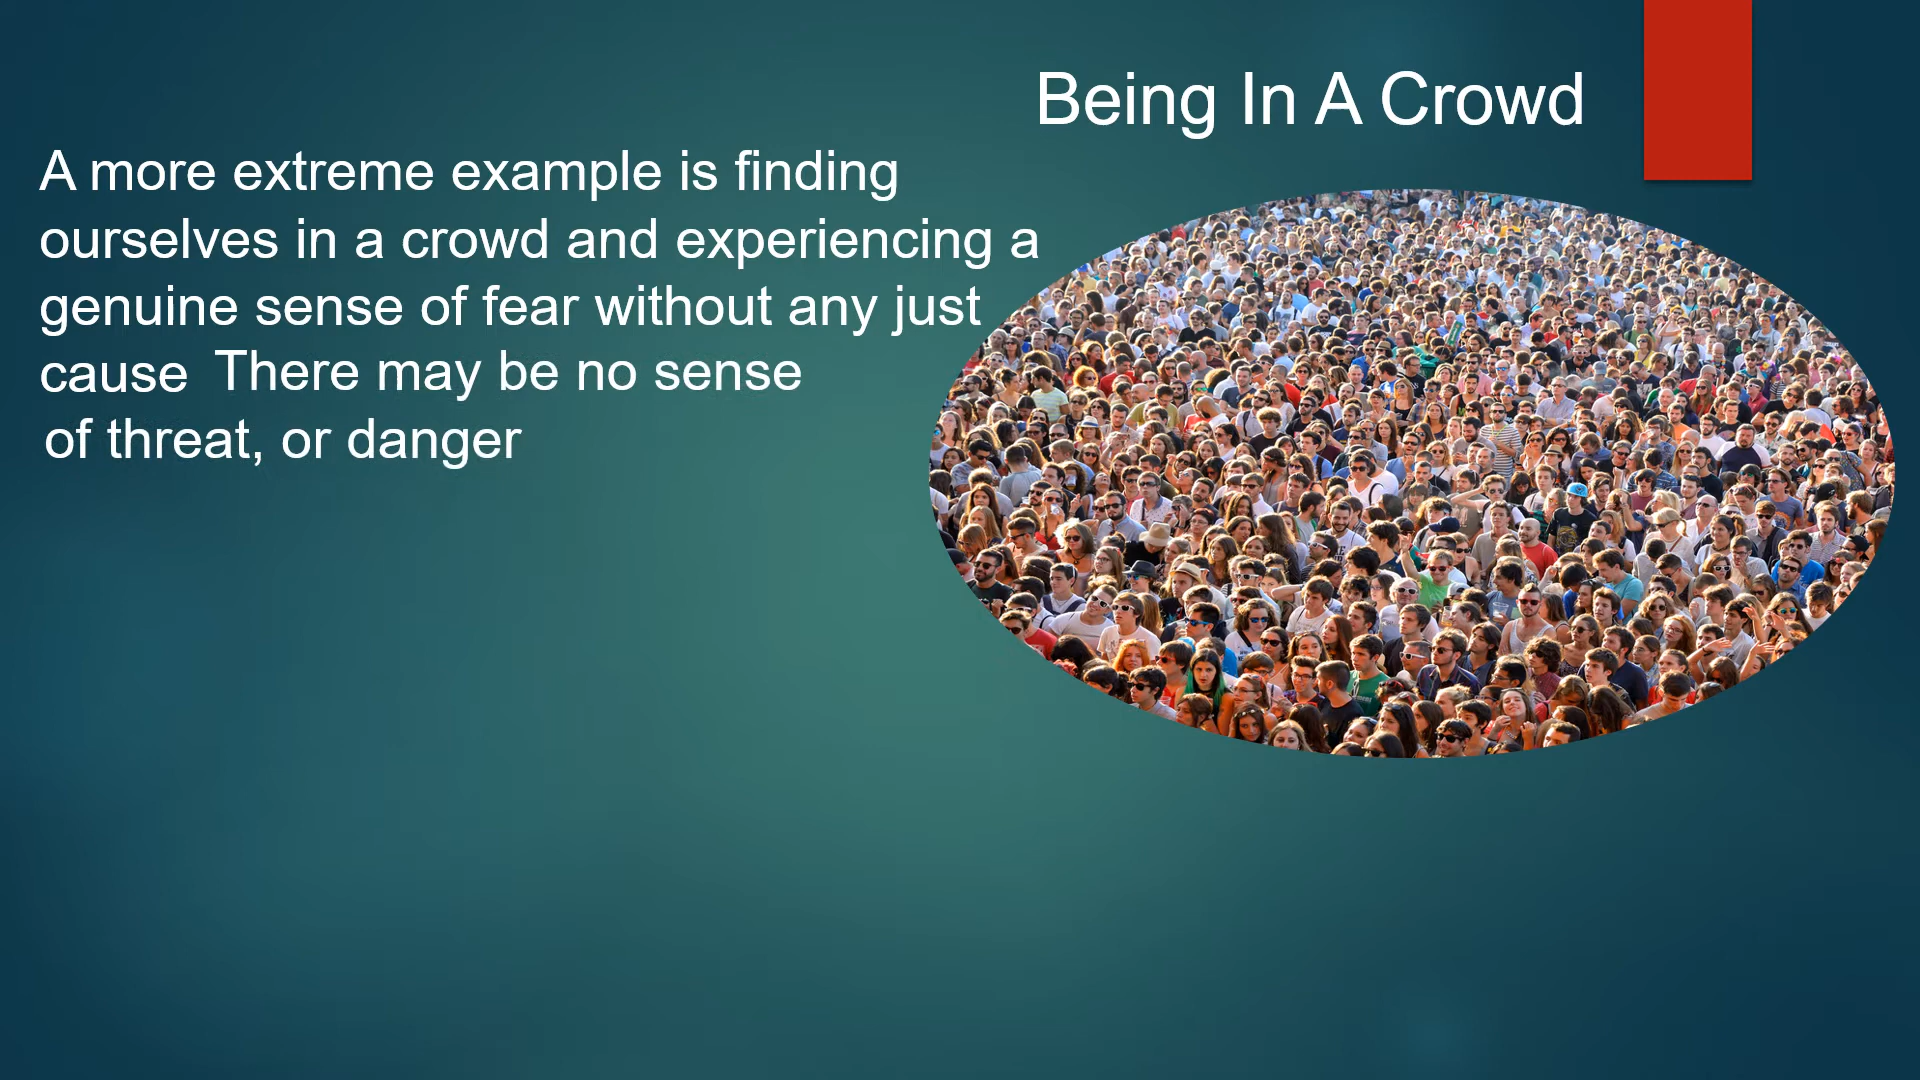 Being In A Crowd
A more extreme example is finding
ourselves in a crowd and experiencing a
genuine sense of fear without any just
cause There may be no sense
of threat, or danger